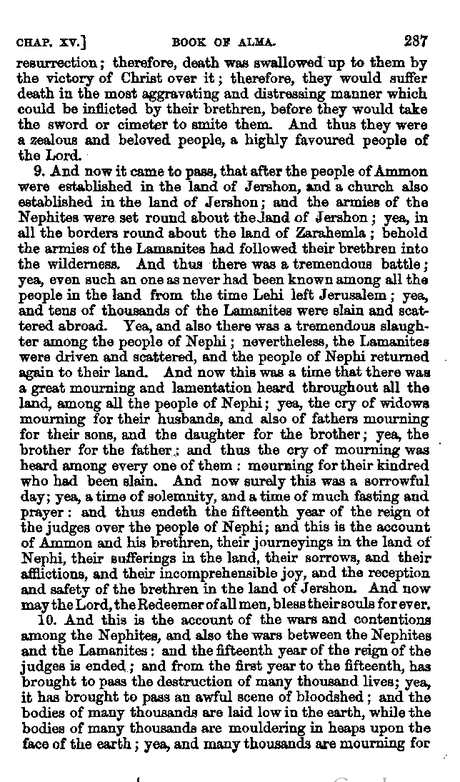 CHAP. XV.] BOOK OF ALMA. 287
resurrection; therefore, death was swallowed up to them by
the victory of Christ over it; therefore, they would suffer
death in the most aggravating and distressing manner which
could be inflicted by their brethren, before they would take
the sword or cimeter to smite them. And thus they were
a zealous and beloved people, a highly favoured people of
the Lord.
9. And now it came to pass, that after the people of Ammon
were established in the land of Jershon, and a church also
established in the land of Jershon; and the armies of the
Nephites were set round about the land of Jershon; yea, in
all the borders round about the land of Zarahemla; behold
the armies of the Lamanites had followed their brethren into
the wilderness. And thus there was a tremendous battle;
yea, even such an one as never had been known among all the
people in the land from the time Lehi left Jerusalem; yea,
and tens of thousands of the Lamanites were slain and scat-
tered abroad. Yea, and also there was a tremendous slaugh-
ter among the people of Nephi; nevertheless, the Lamanites
were driven and scattered, and the people of Nephi returned
again to their land. And now this was a time that there was
a great mourning and lamentation heard throughout all the
land, among all the people of Nephi; yea, the cry of widows
mourning for their husbands, and also of fathers mourning
for their sons, and the daughter for the brother; yea, the
brother for the father; and thus the cry of mourning was
heard among every one of them: mourning for their kindred
who had been slain. And now surely this was a sorrowful
day; yea, a time of solemnity, and a time of much fasting and
prayer: and thus endeth the fifteenth year of the reign of
the judges over the people of Nephi; and this is the account
of Ammon and his brethren, their journeyings in the land of
Nephi, their sufferings in the land, their sorrows, and their
afflictions, and their incomprehensible joy, and the reception
and safety of the brethren in the land of Jershon. And now
may the Lord, the Redeemer of all men, bless their souls for ever.
10. And this is the account of the wars and contentions
among the Nephites, and also the wars between the Nephites
and the Lamanites: and the fifteenth year of the reign of the
judges is ended; and from the first year to the fifteenth, has
brought to pass the destruction of many thousand lives; yea,
it has brought to pass an awful scene of bloodshed; and the
bodies of many thousands are laid low in the earth, while the
bodies of many thousands are mouldering in heaps upon the
face of the earth; yea, and many thousands are mourning for